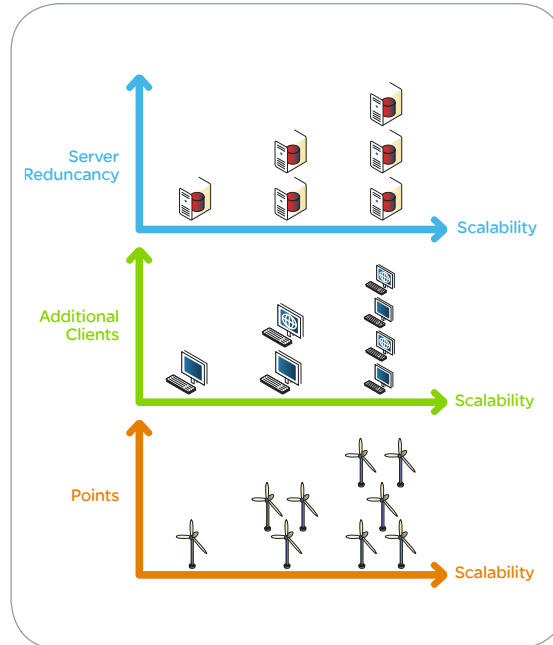 Server
Reduncancy
Scalability
Additional
Clients
Scalability
Points
Scalability